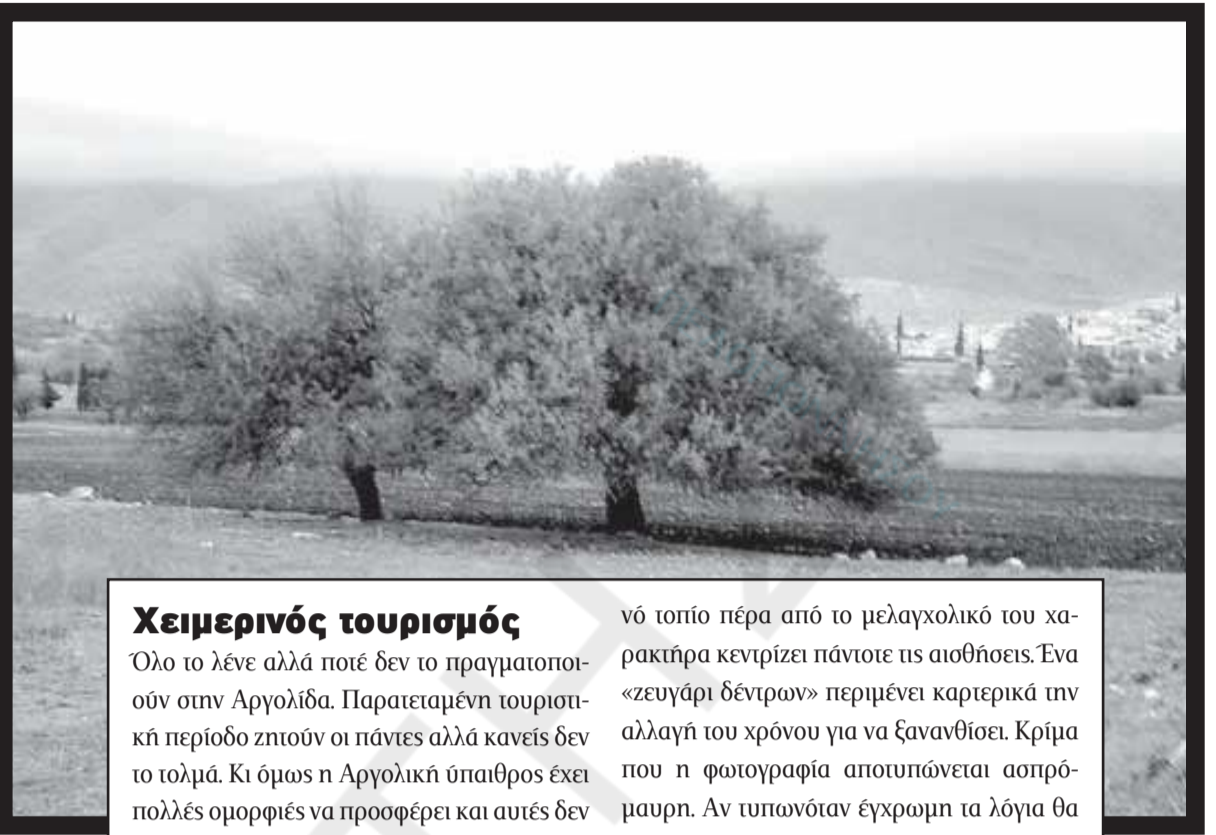 Χειμερινός τουρισμός
Όλο το λένε αλλά ποτέ δεν το πραγματοποι-
ούν στην Αργολίδα. Παρατεταμένη τουριστι-
κή περίοδο ζητούν οι πάντες αλλά κανείς δεν
το τολμά. Κι όμως η Αργολική ύπαιθρος έχει
πολλές ομορφιές να προσφέρει και αυτές δεν
νό τοπίο πέρα από το μελαγχολικό του χα-
ρακτήρα κεντρίζει πάντοτε τις αισθήσεις. Ένα
«ζευγάρι δέντρων» περιμένει καρτερικά την
αλλαγή του χρόνου για να ξανανθίσει. Κρίμα
που η φωτογραφία αποτυπώνεται ασπρό-
μαυρη. Αν τυπωνόταν έγχρωμη τα λόγια θα